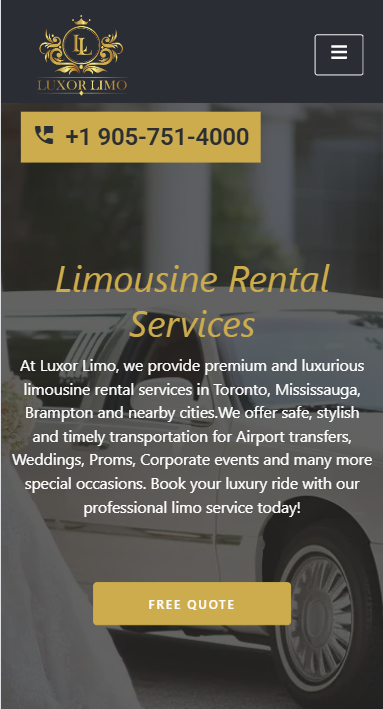 LL
LUXOR LIMO
+1 905-751-4000
Limousine Rental
Services
At Luxor Limo, we provide premium and luxurious
limousine rental services in Toronto, Mississauga,
Brampton and nearby cities.We offer safe, stylish
and timely transportation for Airport transfers,
Weddings, Proms, Corporate events and many more
special occasions. Book your luxury ride with our
professional limo service today!
FREE QUOTE